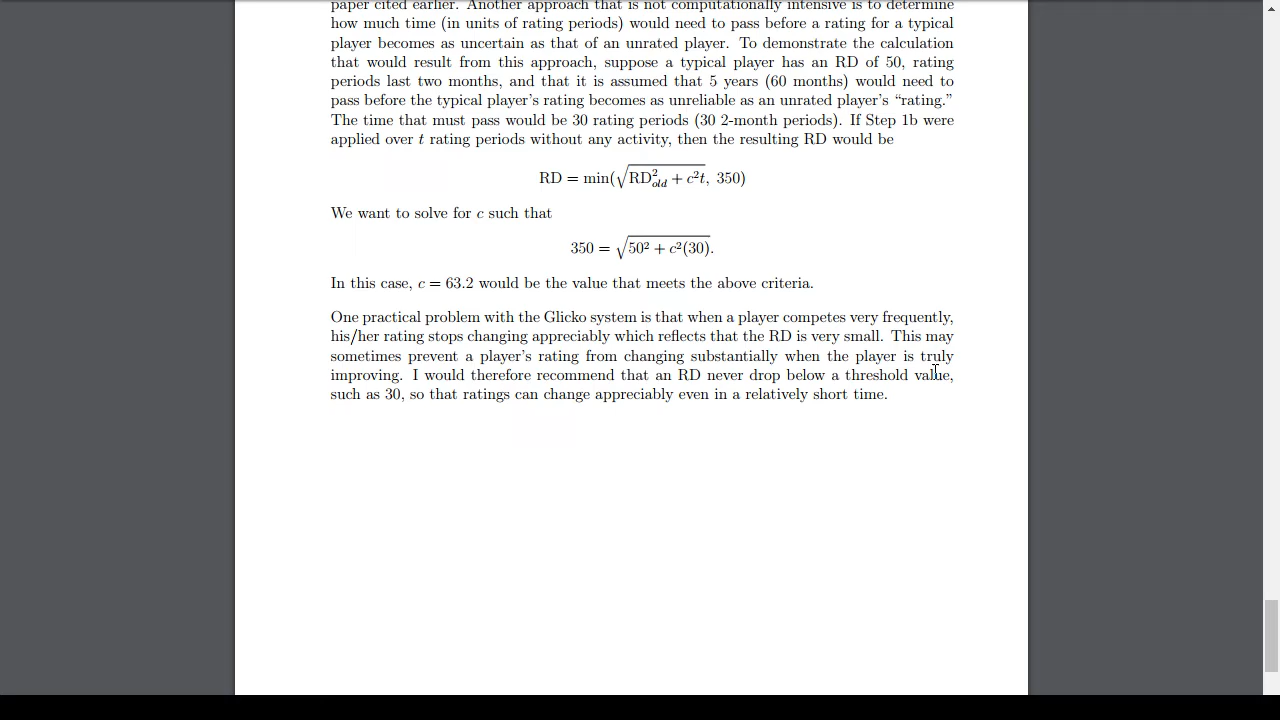 paper cited earlier. Another approach that is not computationally intensive is to determine
how much time (in units of rating periods) would need to pass before a rating for a typical
player becomes as uncertain as that of an unrated player. To demonstrate the calculation
that would result from this approach, suppose a typical player has an RD of 50, rating
periods last two months, and that it is assumed that 5 years (60 months) would need to
pass before the typical player's rating becomes as unreliable as an unrated player's “rating.”
The time that must pass would be 30 rating periods (30 2-month periods). If Step 1b were
applied over t rating periods without any activity, then the resulting RD would be
RD = min(√RD²old + c²t, 350)
We want to solve for c such that
350 = √50² + c²(30).
In this case, c = 63.2 would be the value that meets the above criteria.
One practical problem with the Glicko system is that when a player competes very frequently,
his/her rating stops changing appreciably which reflects that the RD is very small. This may
sometimes prevent a player's rating from changing substantially when the player is truly
improving. I would therefore recommend that an RD never drop below a threshold value,
such as 30, so that ratings can change appreciably even in a relatively short time.